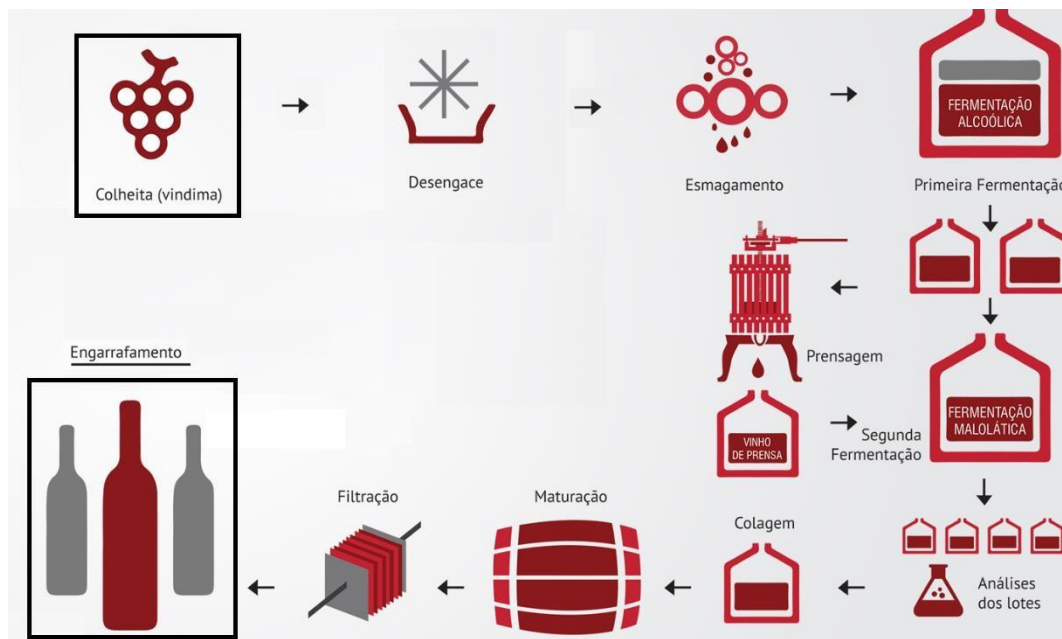 Colheita (vindima)
Desengace
Esmagamento
FERMENTAÇÃO
ALCOÓLICA
Primeira Fermentação
Prensagem
VINHO
DE PRENSA
Segunda
Fermentação
FERMENTAÇÃO
MALOLÁTICA
Análises
dos lotes
Colagem
Maturação
Filtração
Engarrafamento